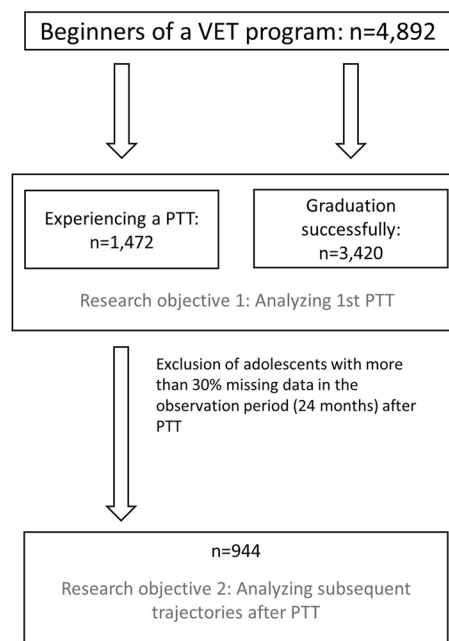 Beginners of a VET program: n=4,892
Experiencing a PTT:
n=1,472
Graduation
successfully:
n=3,420
Research objective 1: Analyzing 1st PTT
Exclusion of adolescents with more
than 30% missing data in the
observation period (24 months) after
PTT
n=944
Research objective 2: Analyzing subsequent
trajectories after PTT